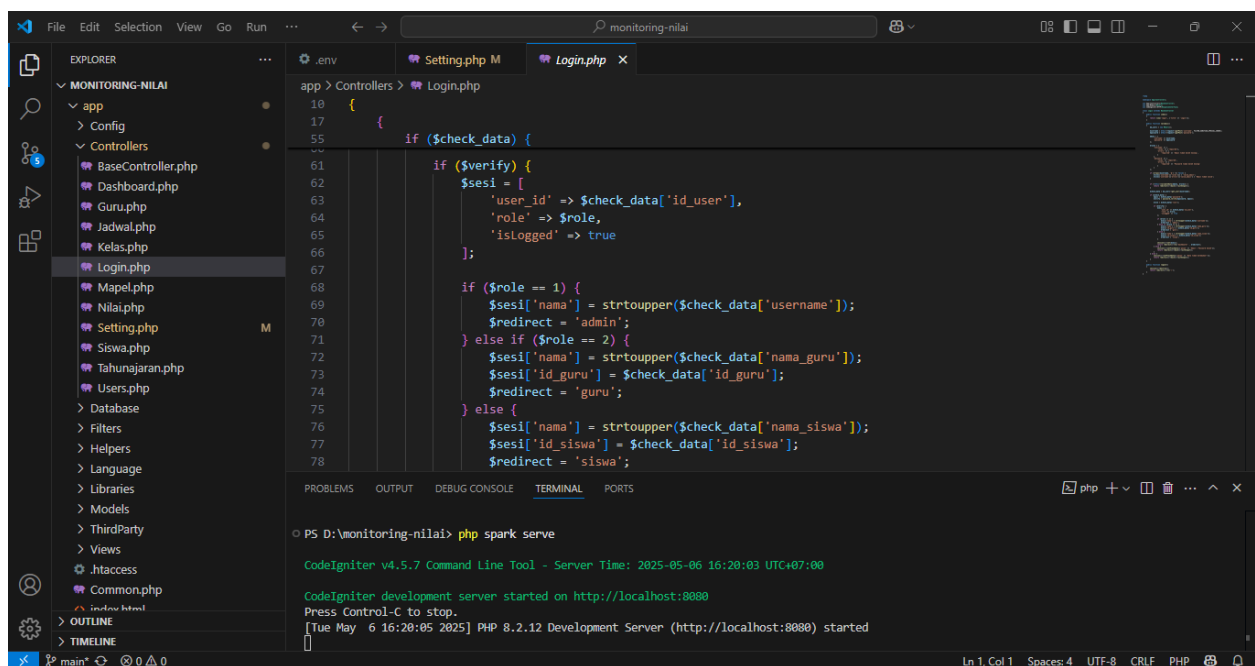 File Edit Selection View Go Run ··· ← → monitoring-nilai
EXPLORER ···
MONITORING-NILAI
app
Config
Controllers
BaseController.php
Dashboard.php
Guru.php
Jadwal.php
Kelas.php
Login.php
Mapel.php
Nilai.php
Setting.php M
Siswa.php
Tahunajaran.php
Users.php
Database
Filters
Helpers
Language
Libraries
Models
ThirdParty
Views
.htaccess
Common.php
index.html
OUTLINE
TIMELINE
5
.env Setting.php M Login.php ×
app > Controllers > Login.php
10 {
17 {
55 if ($check_data) {
61 if ($verify) {
62 $sesi = [
63 'user_id' => $check_data['id_user'],
64 'role' => $role,
65 'isLogged' => true
66 ];
67
68 if ($role == 1) {
69 $sesi['nama'] = strtoupper($check_data['username']);
70 $redirect = 'admin';
71 } else if ($role == 2) {
72 $sesi['nama'] = strtoupper($check_data['nama_guru']);
73 $sesi['id_guru'] = $check_data['id_guru'];
74 $redirect = 'guru';
75 } else {
76 $sesi['nama'] = strtoupper($check_data['nama_siswa']);
77 $sesi['id_siswa'] = $check_data['id_siswa'];
78 $redirect = 'siswa';
PROBLEMS OUTPUT DEBUG CONSOLE TERMINAL PORTS php
PS D:\monitoring-nilai> php spark serve
CodeIgniter v4.5.7 Command Line Tool - Server Time: 2025-05-06 16:20:03 UTC+07:00
CodeIgniter development server started on http://localhost:8080
Press Control-C to stop.
[Tue May  6 16:20:05 2025] PHP 8.2.12 Development Server (http://localhost:8080) started
main* 0 0 Ln 1, Col 1 Spaces: 4 UTF-8 CRLF PHP